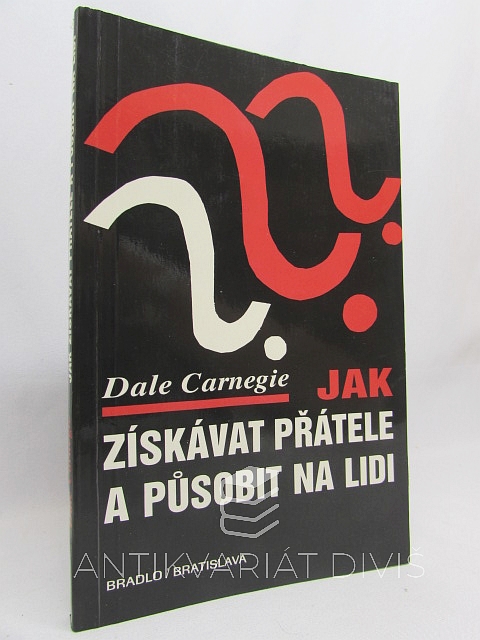 Dale Carnegie JAK
ZÍSKÁVAT PŘÁTELE
A PŮSOBIT NA LIDI
BRADLO / BRATISLAVA
ANTIKVARIÁT DIVIŠ